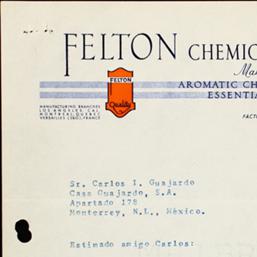 FELTON CHEMIC
Ma
AROMATIC CH
ESSENTIA
FELTON
Quality
MANUFACTURING BRANCHES
LOS ANGELES, CAL.
MONTREAL, QUEBEC
VERSAILLES (S&O), FRANCE
FACT
Sr. Carlos I. Guajardo
Casa Guajardo, S.A.
Apartado 178
Monterrey, N.L., México.
Estimado amigo Carlos: